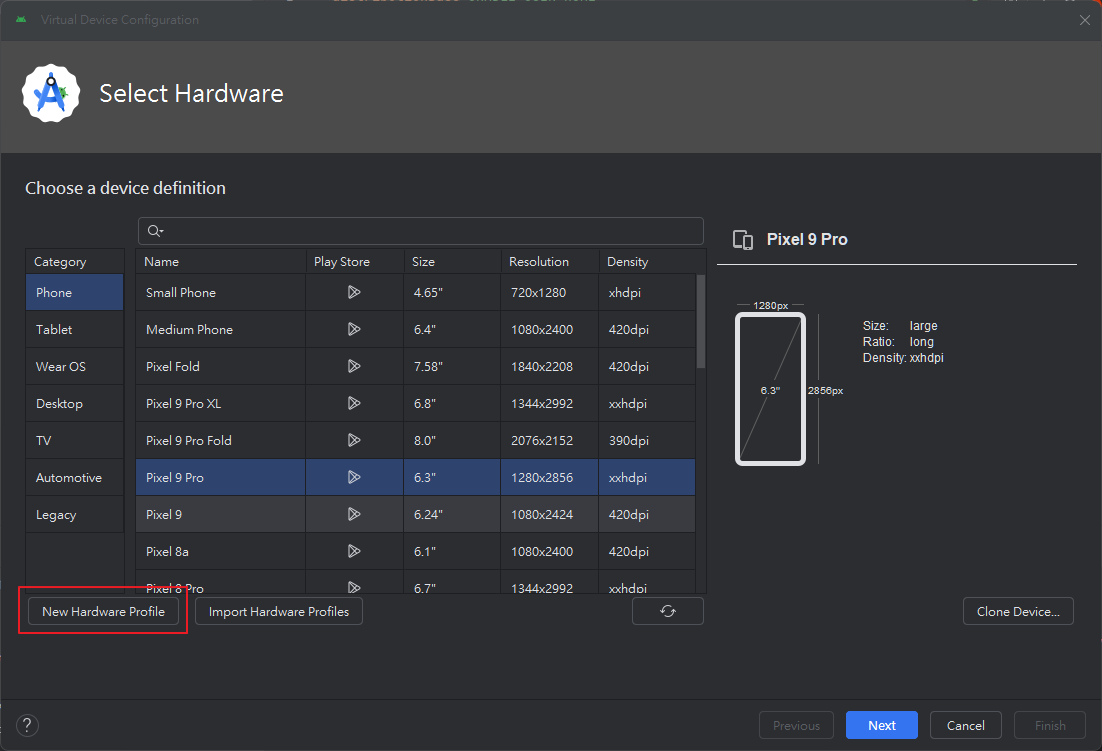 Virtual Device Configuration
Select Hardware
Choose a device definition
Category
Phone
Tablet
Wear OS
Desktop
TV
Automotive
Legacy
Name Play Store Size Resolution Density
Small Phone 4.65" 720x1280 xhdpi
Medium Phone 6.4" 1080x2400 420dpi
Pixel Fold 7.58" 1840x2208 420dpi
Pixel 9 Pro XL 6.8" 1344x2992 xxhdpi
Pixel 9 Pro Fold 8.0" 2076x2152 390dpi
Pixel 9 Pro 6.3" 1280x2856 xxhdpi
Pixel 9 6.24" 1080x2424 420dpi
Pixel 8a 6.1" 1080x2400 420dpi
Pixel 8 Pro 6.7" 1344x2992 xxhdpi
Pixel 9 Pro
1280px
6.3"
2856px
Size: large
Ratio: long
Density: xxhdpi
New Hardware Profile Import Hardware Profiles Clone Device...
? Previous Next Cancel Finish